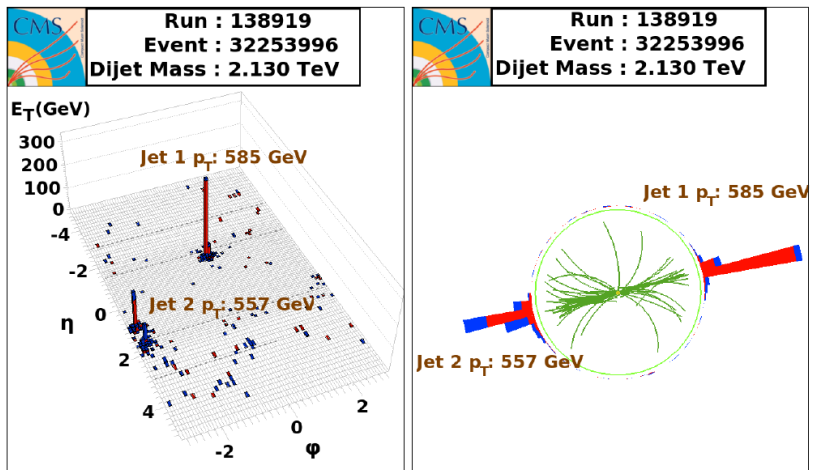 CMS
Run : 138919
Event : 32253996
Dijet Mass : 2.130 TeV
E_T(GeV)
300
200
100
0
-4
-2
0
2
4
η
-2
0
2
φ
Jet 1 p_T: 585 GeV
Jet 2 p_T: 557 GeV
CMS
Run : 138919
Event : 32253996
Dijet Mass : 2.130 TeV
Jet 1 p_T: 585 GeV
Jet 2 p_T: 557 GeV